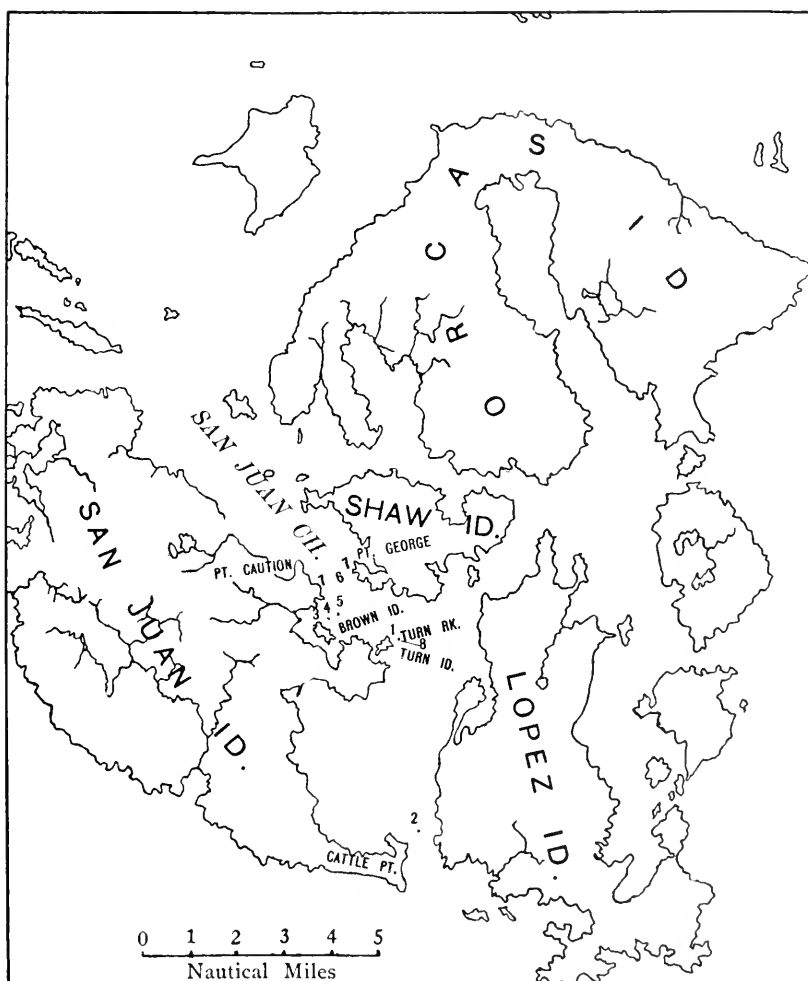 ORCAS ID
SAN JUAN CH.
SHAW ID.
PT. GEORGE
PT. CAUTION
7
1 6
5
4
3
BROWN ID.
1
TURN RK.
8
TURN ID.
SAN JUAN ID.
LOPEZ ID.
2
CATTLE PT.
0 1 2 3 4 5
Nautical Miles